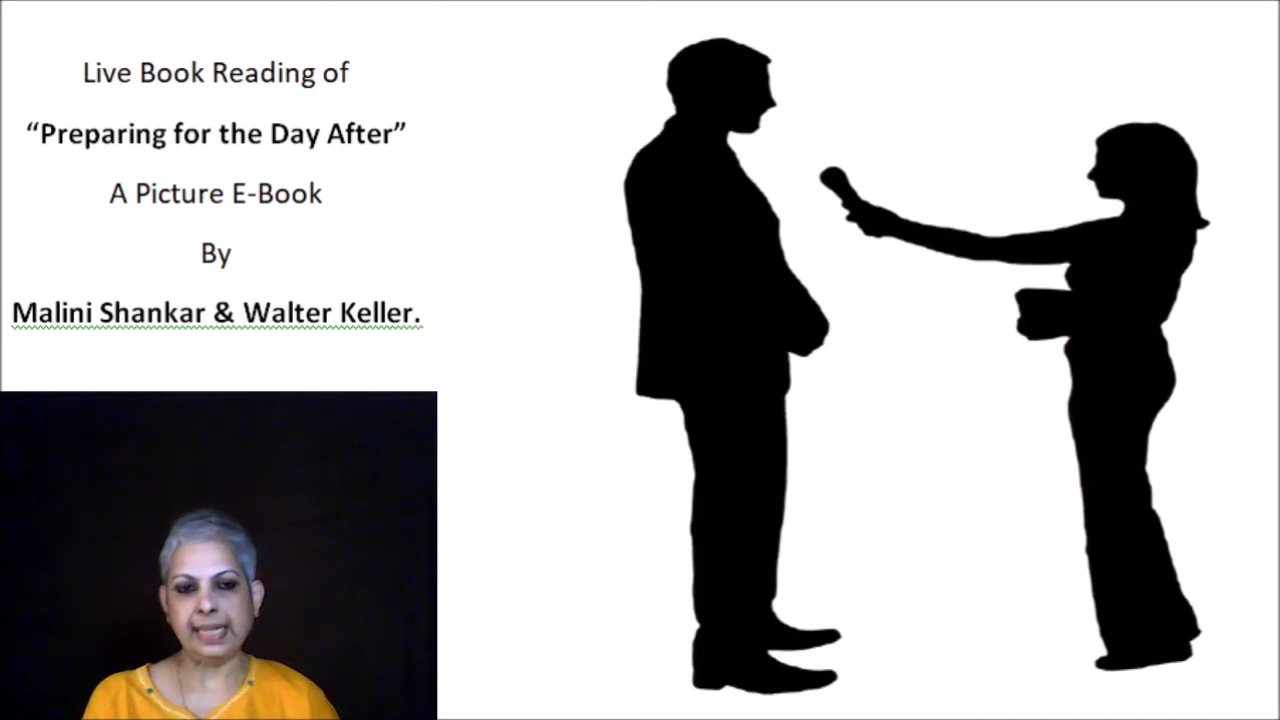 Live Book Reading of
“Preparing for the Day After”
A Picture E-Book
By
Malini Shankar & Walter Keller.